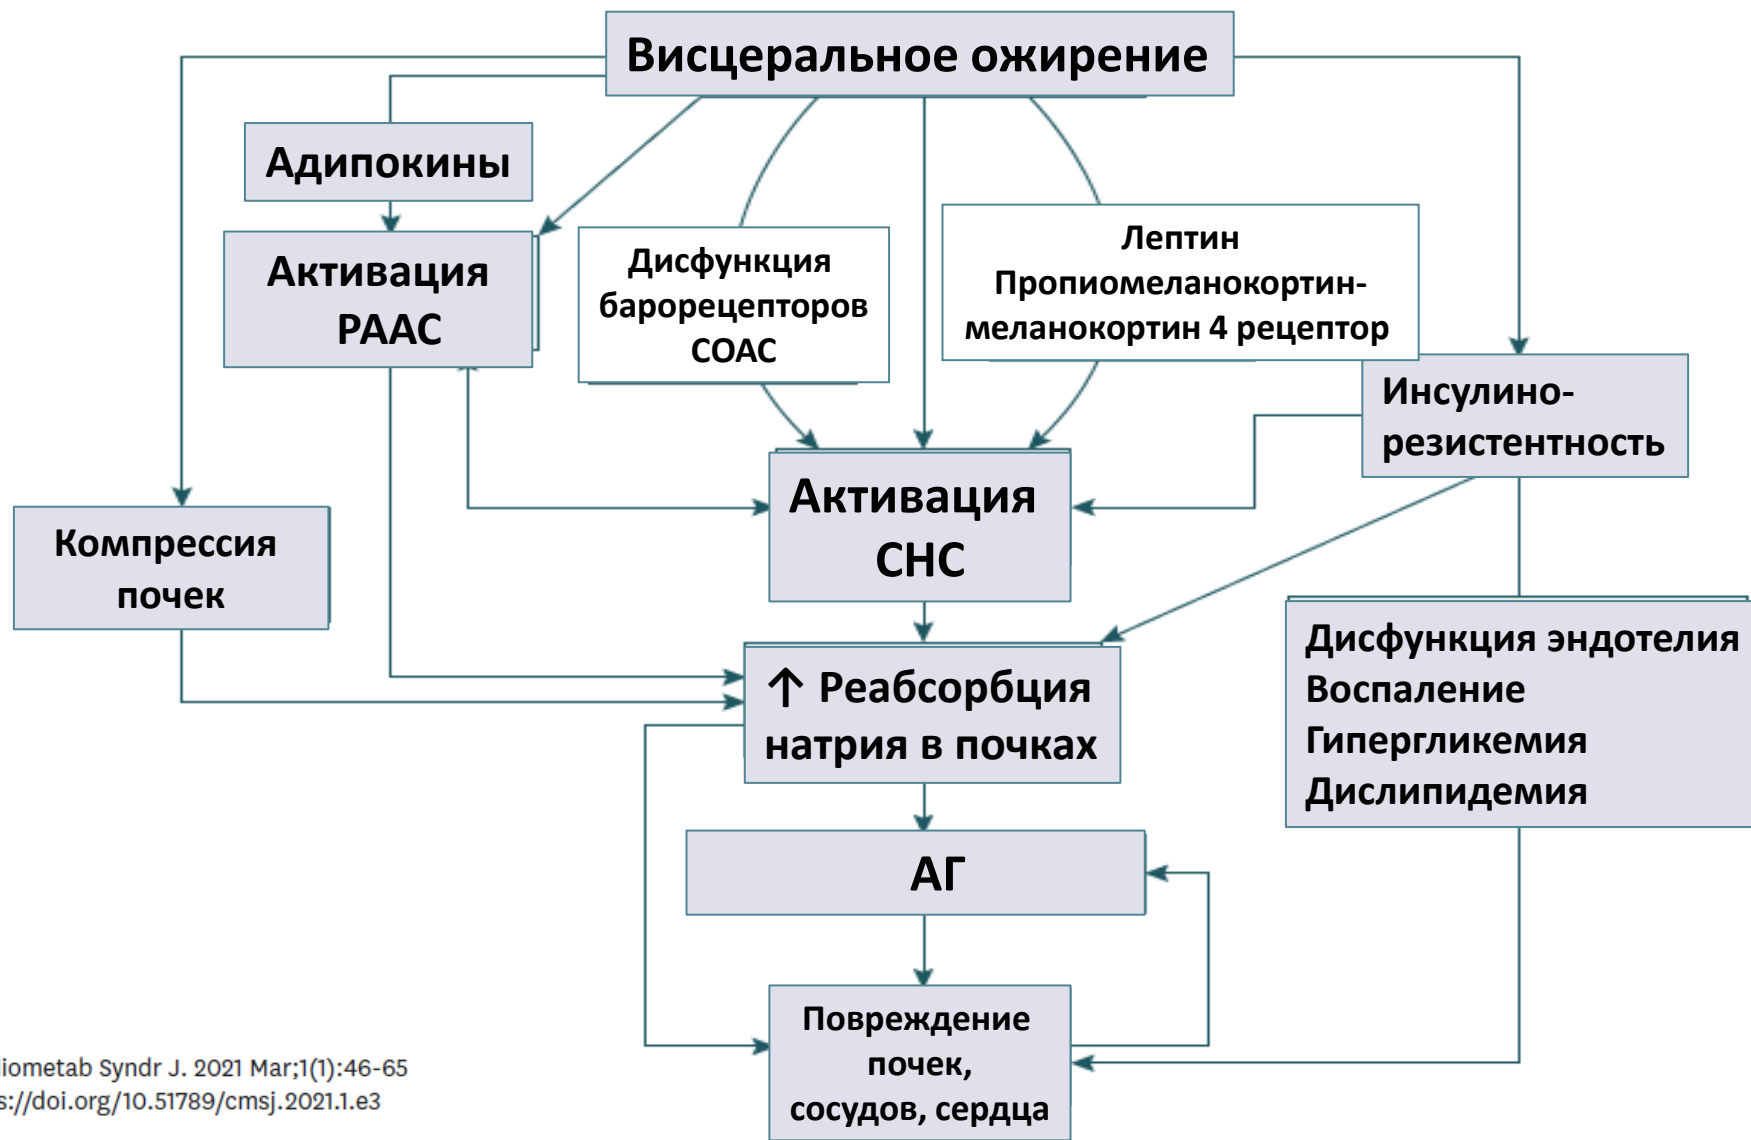 Висцеральное ожирение
Адипокины
Активация
РААС
Дисфункция
барорецепторов
СОАС
Лептин
Пропиомеланокортин-
меланокортин 4 рецептор
Инсулино-
резистентность
Активация
СНС
Компрессия
почек
↑ Реабсорбция
натрия в почках
Дисфункция эндотелия
Воспаление
Гипергликемия
Дислипидемия
АГ
Повреждение
почек,
сосудов, сердца
diometab Syndr J. 2021 Mar;1(1):46-65
s://doi.org/10.51789/cmsj.2021.1.e3